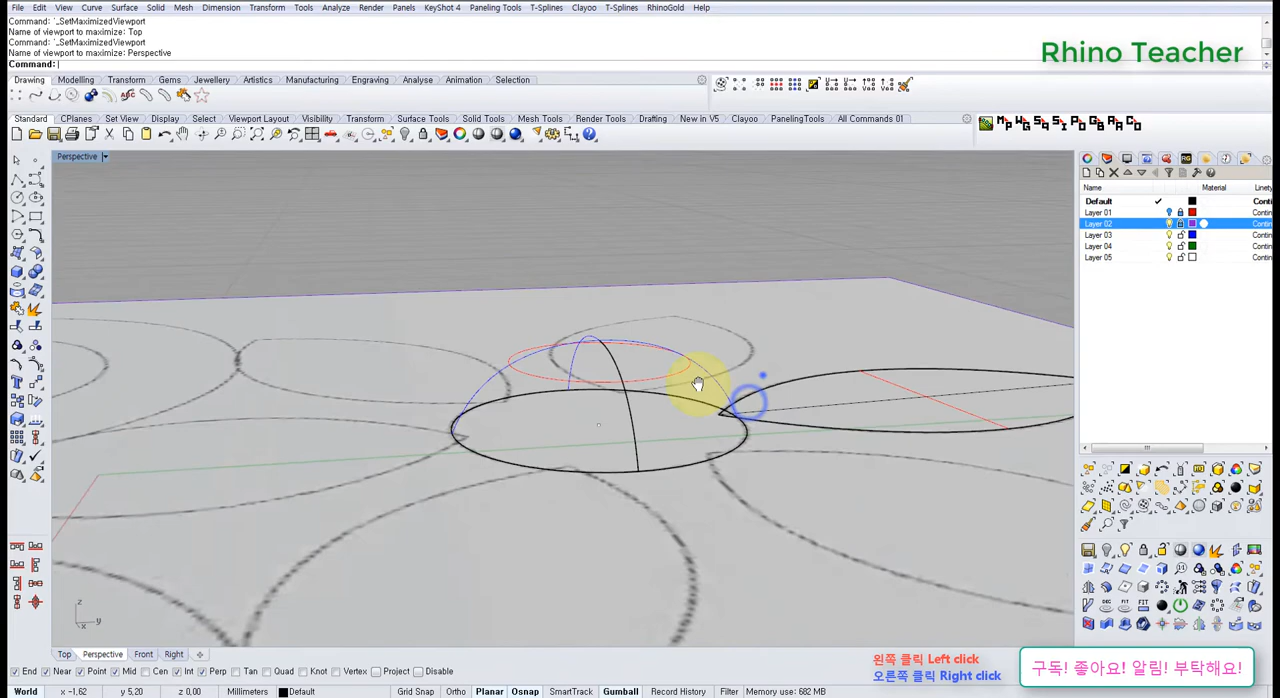 File Edit View Curve Surface Solid Mesh Dimension Transform Tools Analyze Render Panels KeyShot 4 Paneling Tools T-Splines Clayoo T-Splines RhinoGold Help
Command: '_SetMaximizedViewport
Name of viewport to maximize: Top
Command: '_SetMaximizedViewport
Name of viewport to maximize: Perspective
Command:
Rhino Teacher
Drawing Modelling Transform Gems Jewellery Artistics Manufacturing Engraving Analyse Animation Selection
Standard CPlanes Set View Display Select Viewport Layout Visibility Transform Surface Tools Solid Tools Mesh Tools Render Tools Drafting New in V5 Clayoo PanelingTools All Commands 01
Perspective
Name Material Linety
Default Conti
Layer 01 Contin
Layer 02 Contin
Layer 03 Contin
Layer 04 Contin
Layer 05 Contin
z
y
x
Top Perspective Front Right
End Near Point Mid Cen Int Perp Tan Quad Knot Vertex Project Disable
왼쪽 클릭 Left click
오른쪽 클릭 Right click
구독! 좋아요! 알림! 부탁해요!
World x -1,62 y 5,20 z 0.00 Millimeters Default Grid Snap Ortho Planar Osnap SmartTrack Gumball Record History Filter Memory use: 682 MB